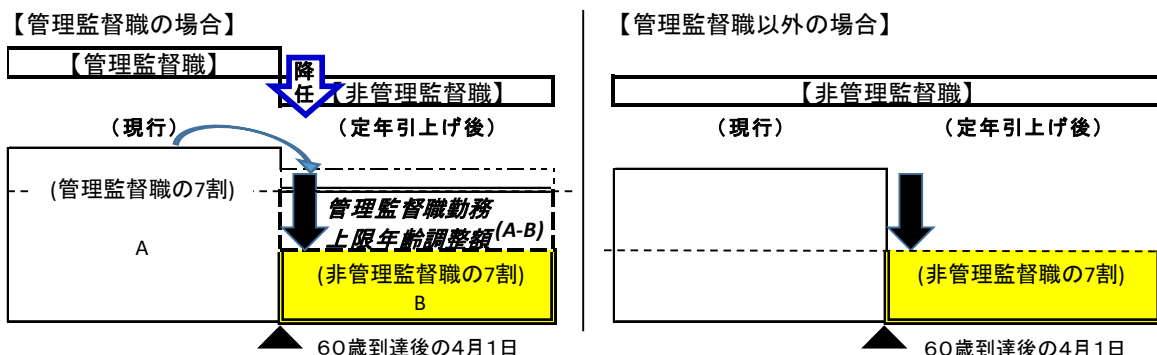 【管理監督職の場合】
【管理監督職】
降任
【非管理監督職】
（現行）
（定年引上げ後）
(管理監督職の7割)
A
管理監督職勤務
上限年齢調整額(A-B)
(非管理監督職の7割)
B
60歳到達後の4月1日
【管理監督職以外の場合】
【非管理監督職】
（現行）
（定年引上げ後）
(非管理監督職の7割)
60歳到達後の4月1日